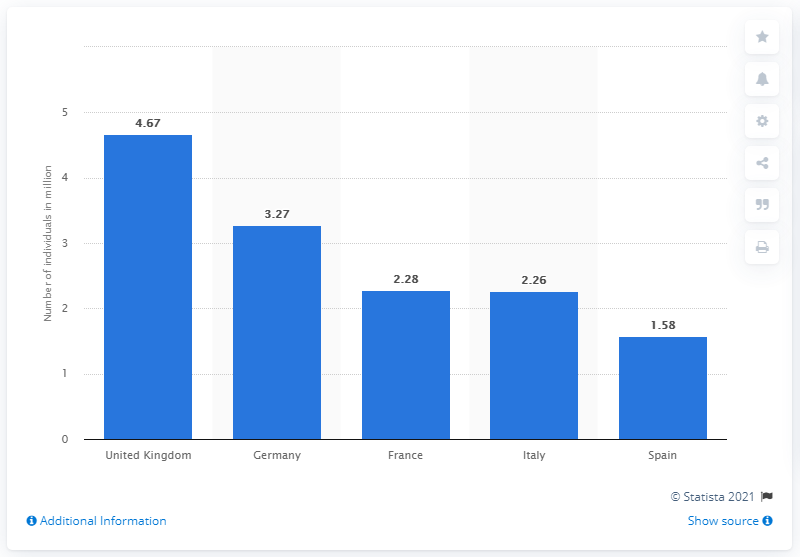 Number of individuals in million
5
4
3
2
1
0
4.67
3.27
2.28
2.26
1.58
United Kingdom
Germany
France
Italy
Spain
© Statista 2021
Additional Information
Show source